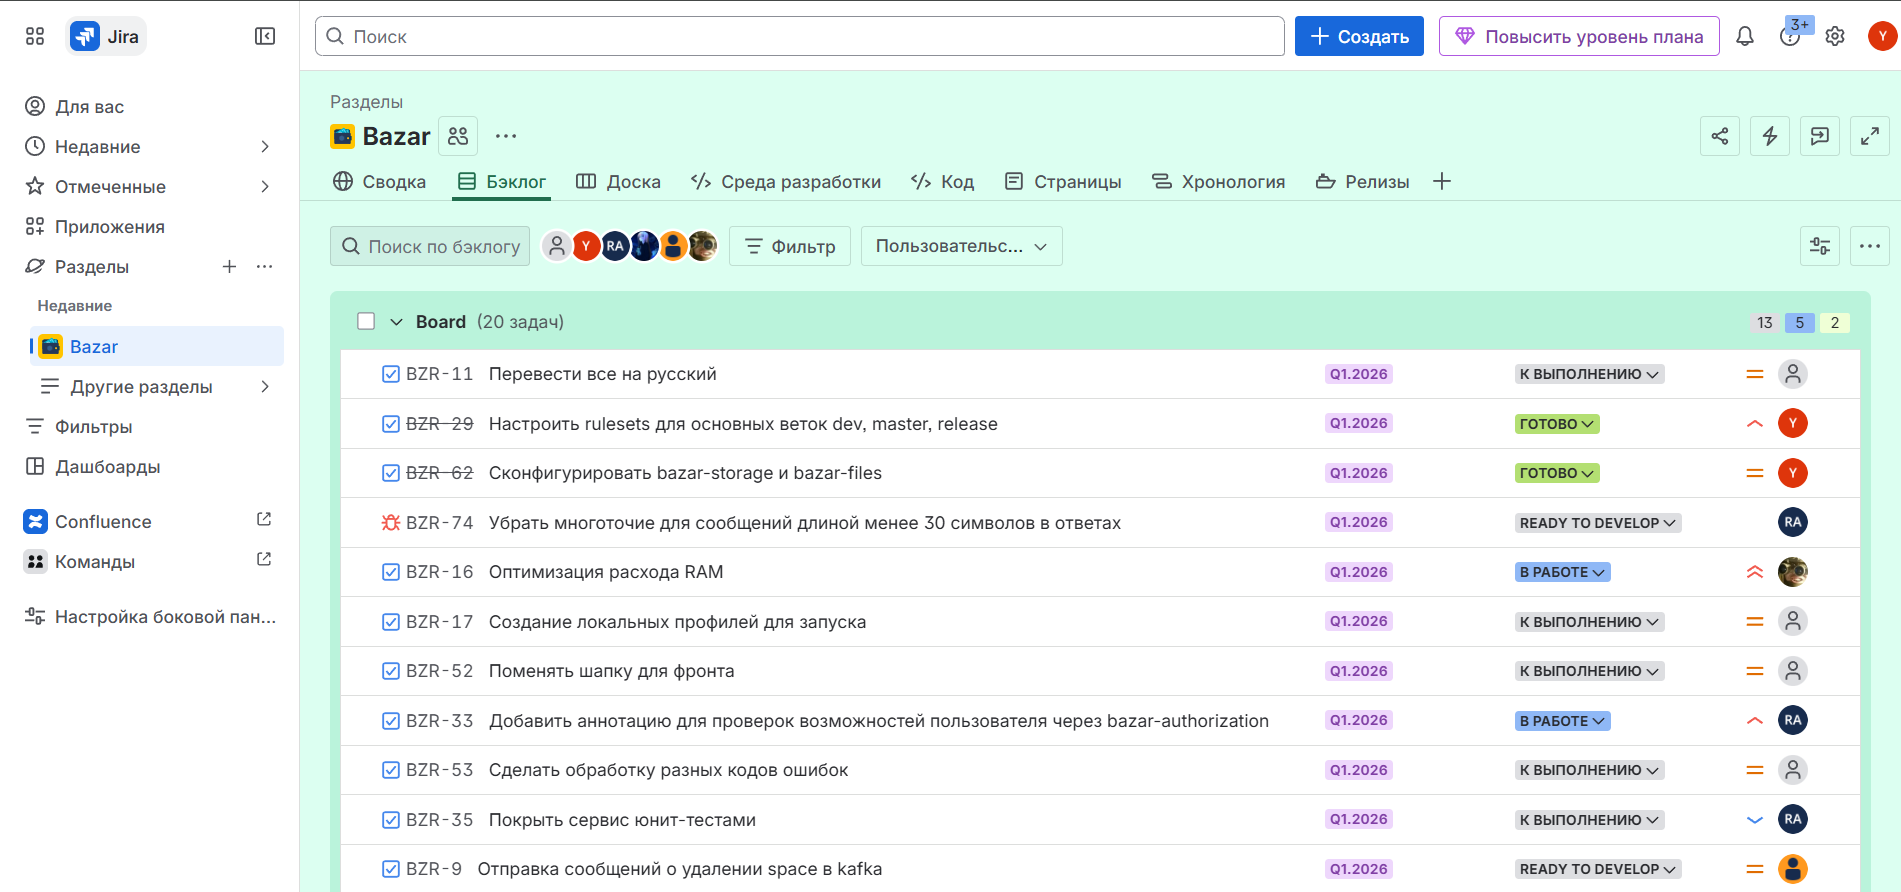 Jira
Поиск
Создать
Повысить уровень плана
3+
Y
Для вас
Недавние
Отмеченные
Приложения
Разделы
Недавние
Bazar
Другие разделы
Фильтры
Дашбоарды
Confluence
Команды
Настройка боковой пан...
Разделы
Bazar
Сводка
Бэклог
Доска
Среда разработки
Код
Страницы
Хронология
Релизы
Поиск по бэклогу
Y
RA
Фильтр
Пользовательс...
Board (20 задач) 13 5 2
BZR-11 Перевести все на русский Q1.2026 К ВЫПОЛНЕНИЮ
BZR-29 Настроить rulesets для основных веток dev, master, release Q1.2026 ГОТОВО Y
BZR-62 Сконфигурировать bazar-storage и bazar-files Q1.2026 ГОТОВО Y
BZR-74 Убрать многоточие для сообщений длиной менее 30 символов в ответах Q1.2026 READY TO DEVELOP RA
BZR-16 Оптимизация расхода RAM Q1.2026 В РАБОТЕ
BZR-17 Создание локальных профилей для запуска Q1.2026 К ВЫПОЛНЕНИЮ
BZR-52 Поменять шапку для фронта Q1.2026 К ВЫПОЛНЕНИЮ
BZR-33 Добавить аннотацию для проверок возможностей пользователя через bazar-authorization Q1.2026 В РАБОТЕ RA
BZR-53 Сделать обработку разных кодов ошибок Q1.2026 К ВЫПОЛНЕНИЮ
BZR-35 Покрыть сервис юнит-тестами Q1.2026 К ВЫПОЛНЕНИЮ RA
BZR-9 Отправка сообщений о удалении space в kafka Q1.2026 READY TO DEVELOP